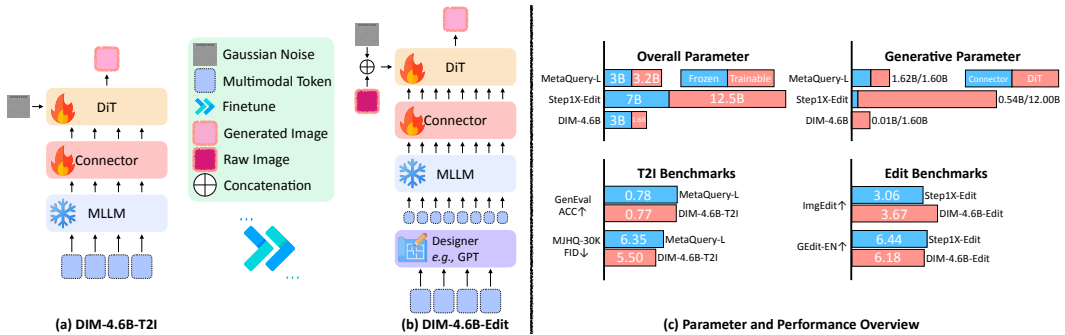 DiT
Connector
MLLM
(a) DIM-4.6B-T2I
Gaussian Noise
Multimodal Token
Finetune
Generated Image
Raw Image
Concatenation
...
...
DiT
Connector
MLLM
Designer
e.g., GPT
(b) DIM-4.6B-Edit
Overall Parameter
MetaQuery-L
3B
3.2B
Frozen
Trainable
Step1X-Edit
7B
12.5B
DIM-4.6B
3B
1.6B
Generative Parameter
MetaQuery-L
1.62B/1.60B
Connector
DiT
Step1X-Edit
0.54B/12.00B
DIM-4.6B
0.01B/1.60B
T2I Benchmarks
GenEval
ACC↑
0.78
MetaQuery-L
0.77
DIM-4.6B-T2I
MJHQ-30K
FID↓
6.35
MetaQuery-L
5.50
DIM-4.6B-T2I
Edit Benchmarks
ImgEdit↑
3.06
Step1X-Edit
3.67
DIM-4.6B-Edit
GEdit-EN↑
6.44
Step1X-Edit
6.18
DIM-4.6B-Edit
(c) Parameter and Performance Overview